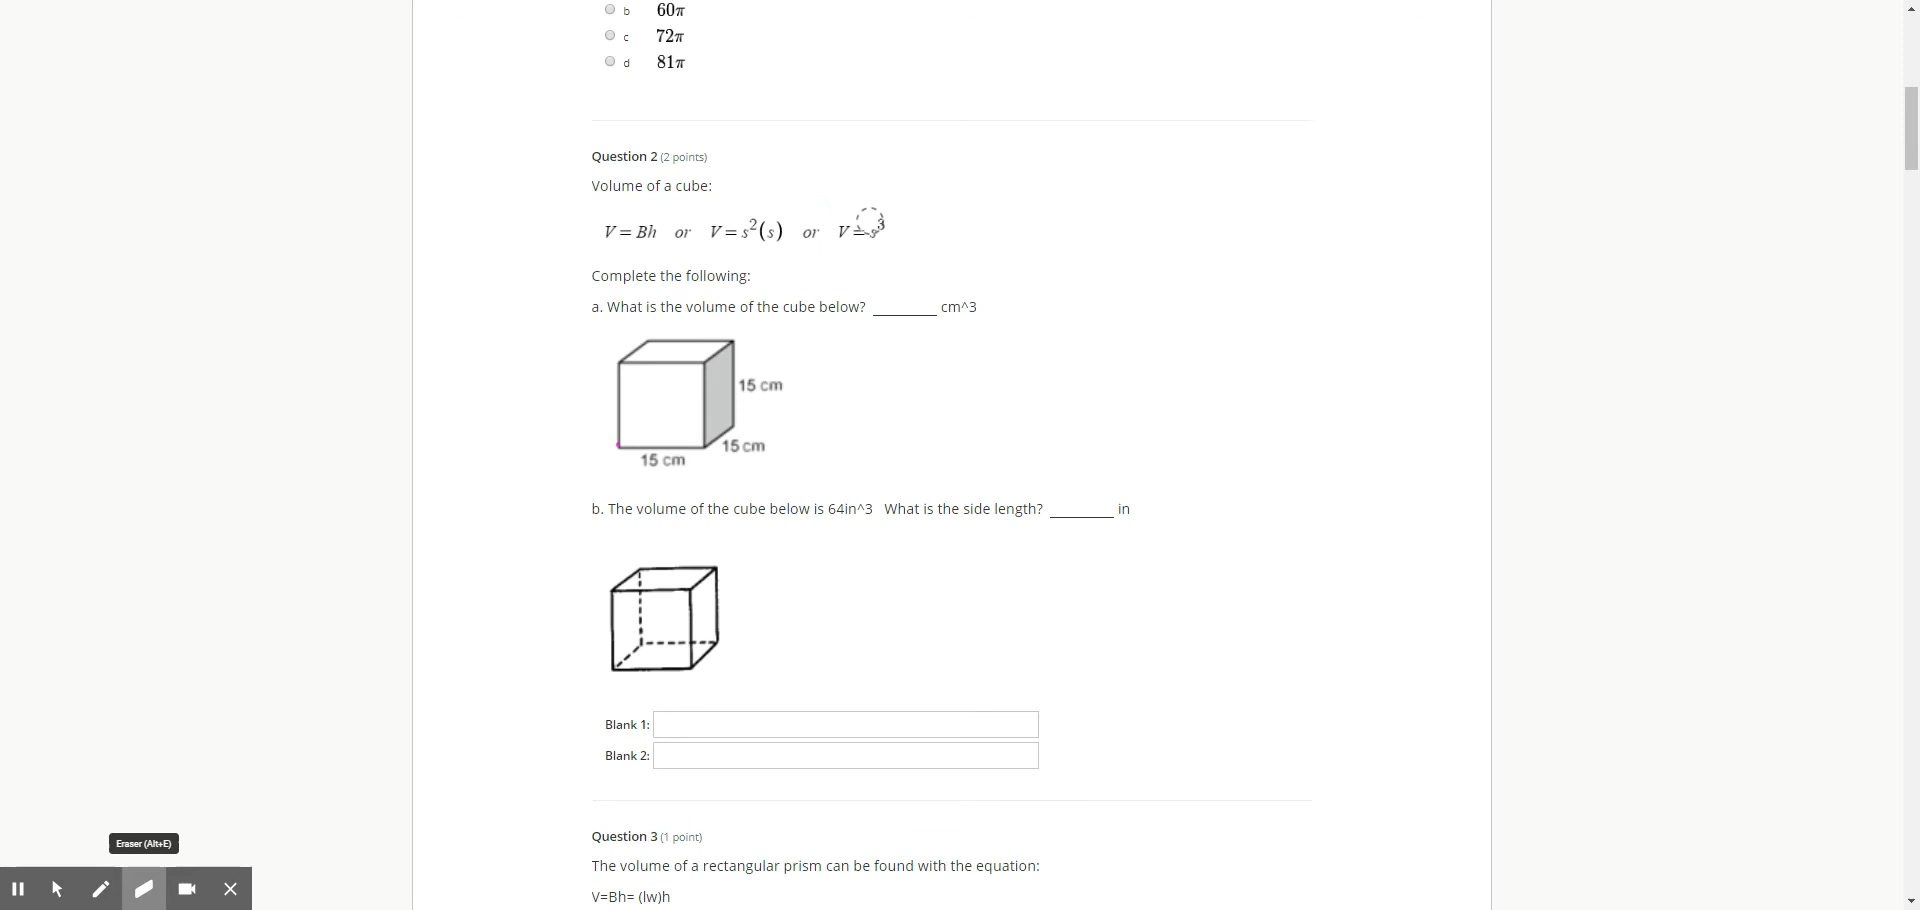 b 60π
c 72π
d 81π
Question 2 (2 points)
Volume of a cube:
V = Bh or V = s²(s) or V = s³
Complete the following:
a. What is the volume of the cube below? ________ cm^3
15 cm
15 cm
15 cm
b. The volume of the cube below is 64in^3 What is the side length? ________ in
Blank 1:
Blank 2:
Question 3 (1 point)
The volume of a rectangular prism can be found with the equation:
V=Bh= (lw)h
Eraser (Alt+E)